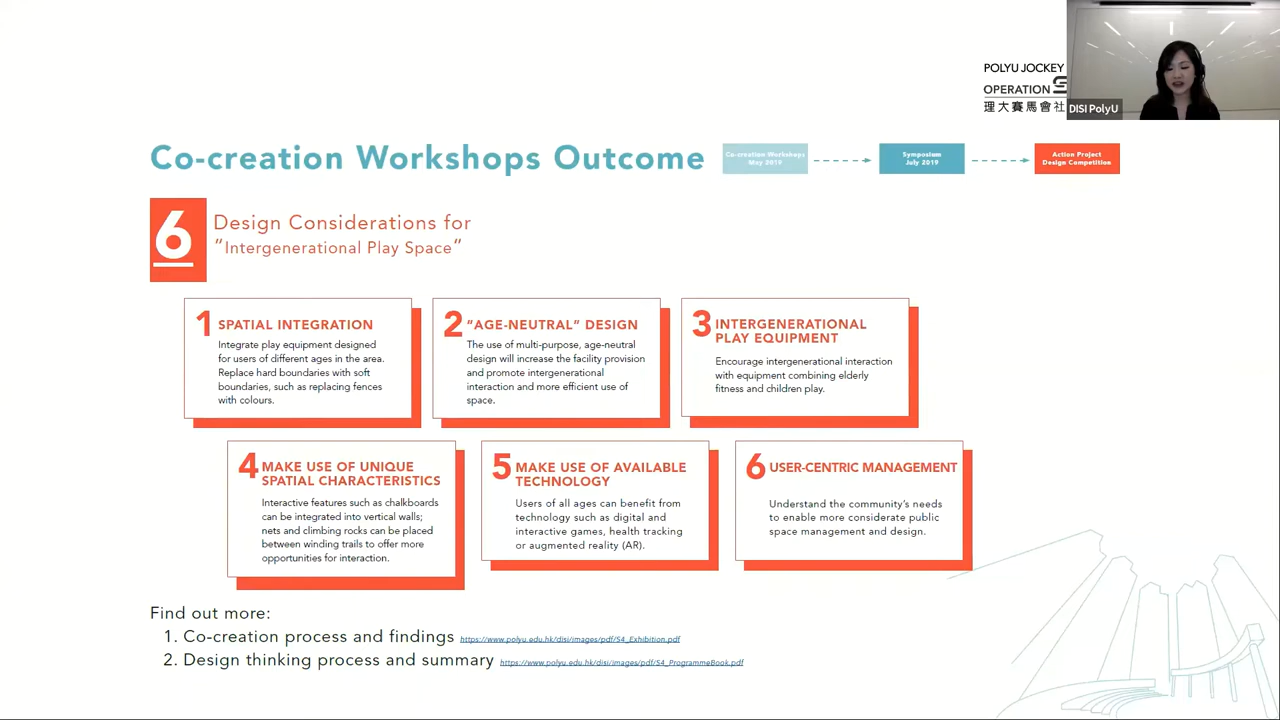 POLYU JOCKEY
OPERATION S
理大賽馬會社
DISI PolyU
Co-creation Workshops Outcome
Co-creation Workshops
May 2019
Symposium
July 2019
Action Project
Design Competition
6
Design Considerations for
“Intergenerational Play Space”
1 SPATIAL INTEGRATION
Integrate play equipment designed
for users of different ages in the area.
Replace hard boundaries with soft
boundaries, such as replacing fences
with colours.
2 “AGE-NEUTRAL” DESIGN
The use of multi-purpose, age-neutral
design will increase the facility provision
and promote intergenerational
interaction and more efficient use of
space.
3 INTERGENERATIONAL
PLAY EQUIPMENT
Encourage intergenerational interaction
with equipment combining elderly
fitness and children play.
4 MAKE USE OF UNIQUE
SPATIAL CHARACTERISTICS
Interactive features such as chalkboards
can be integrated into vertical walls;
nets and climbing rocks can be placed
between winding trails to offer more
opportunities for interaction.
5 MAKE USE OF AVAILABLE
TECHNOLOGY
Users of all ages can benefit from
technology such as digital and
interactive games, health tracking
or augmented reality (AR).
6 USER-CENTRIC MANAGEMENT
Understand the community’s needs
to enable more considerate public
space management and design.
Find out more:
1. Co-creation process and findings https://www.polyu.edu.hk/disi/images/pdf/S4_Exhibition.pdf
2. Design thinking process and summary https://www.polyu.edu.hk/disi/images/pdf/S4_ProgrammeBook.pdf